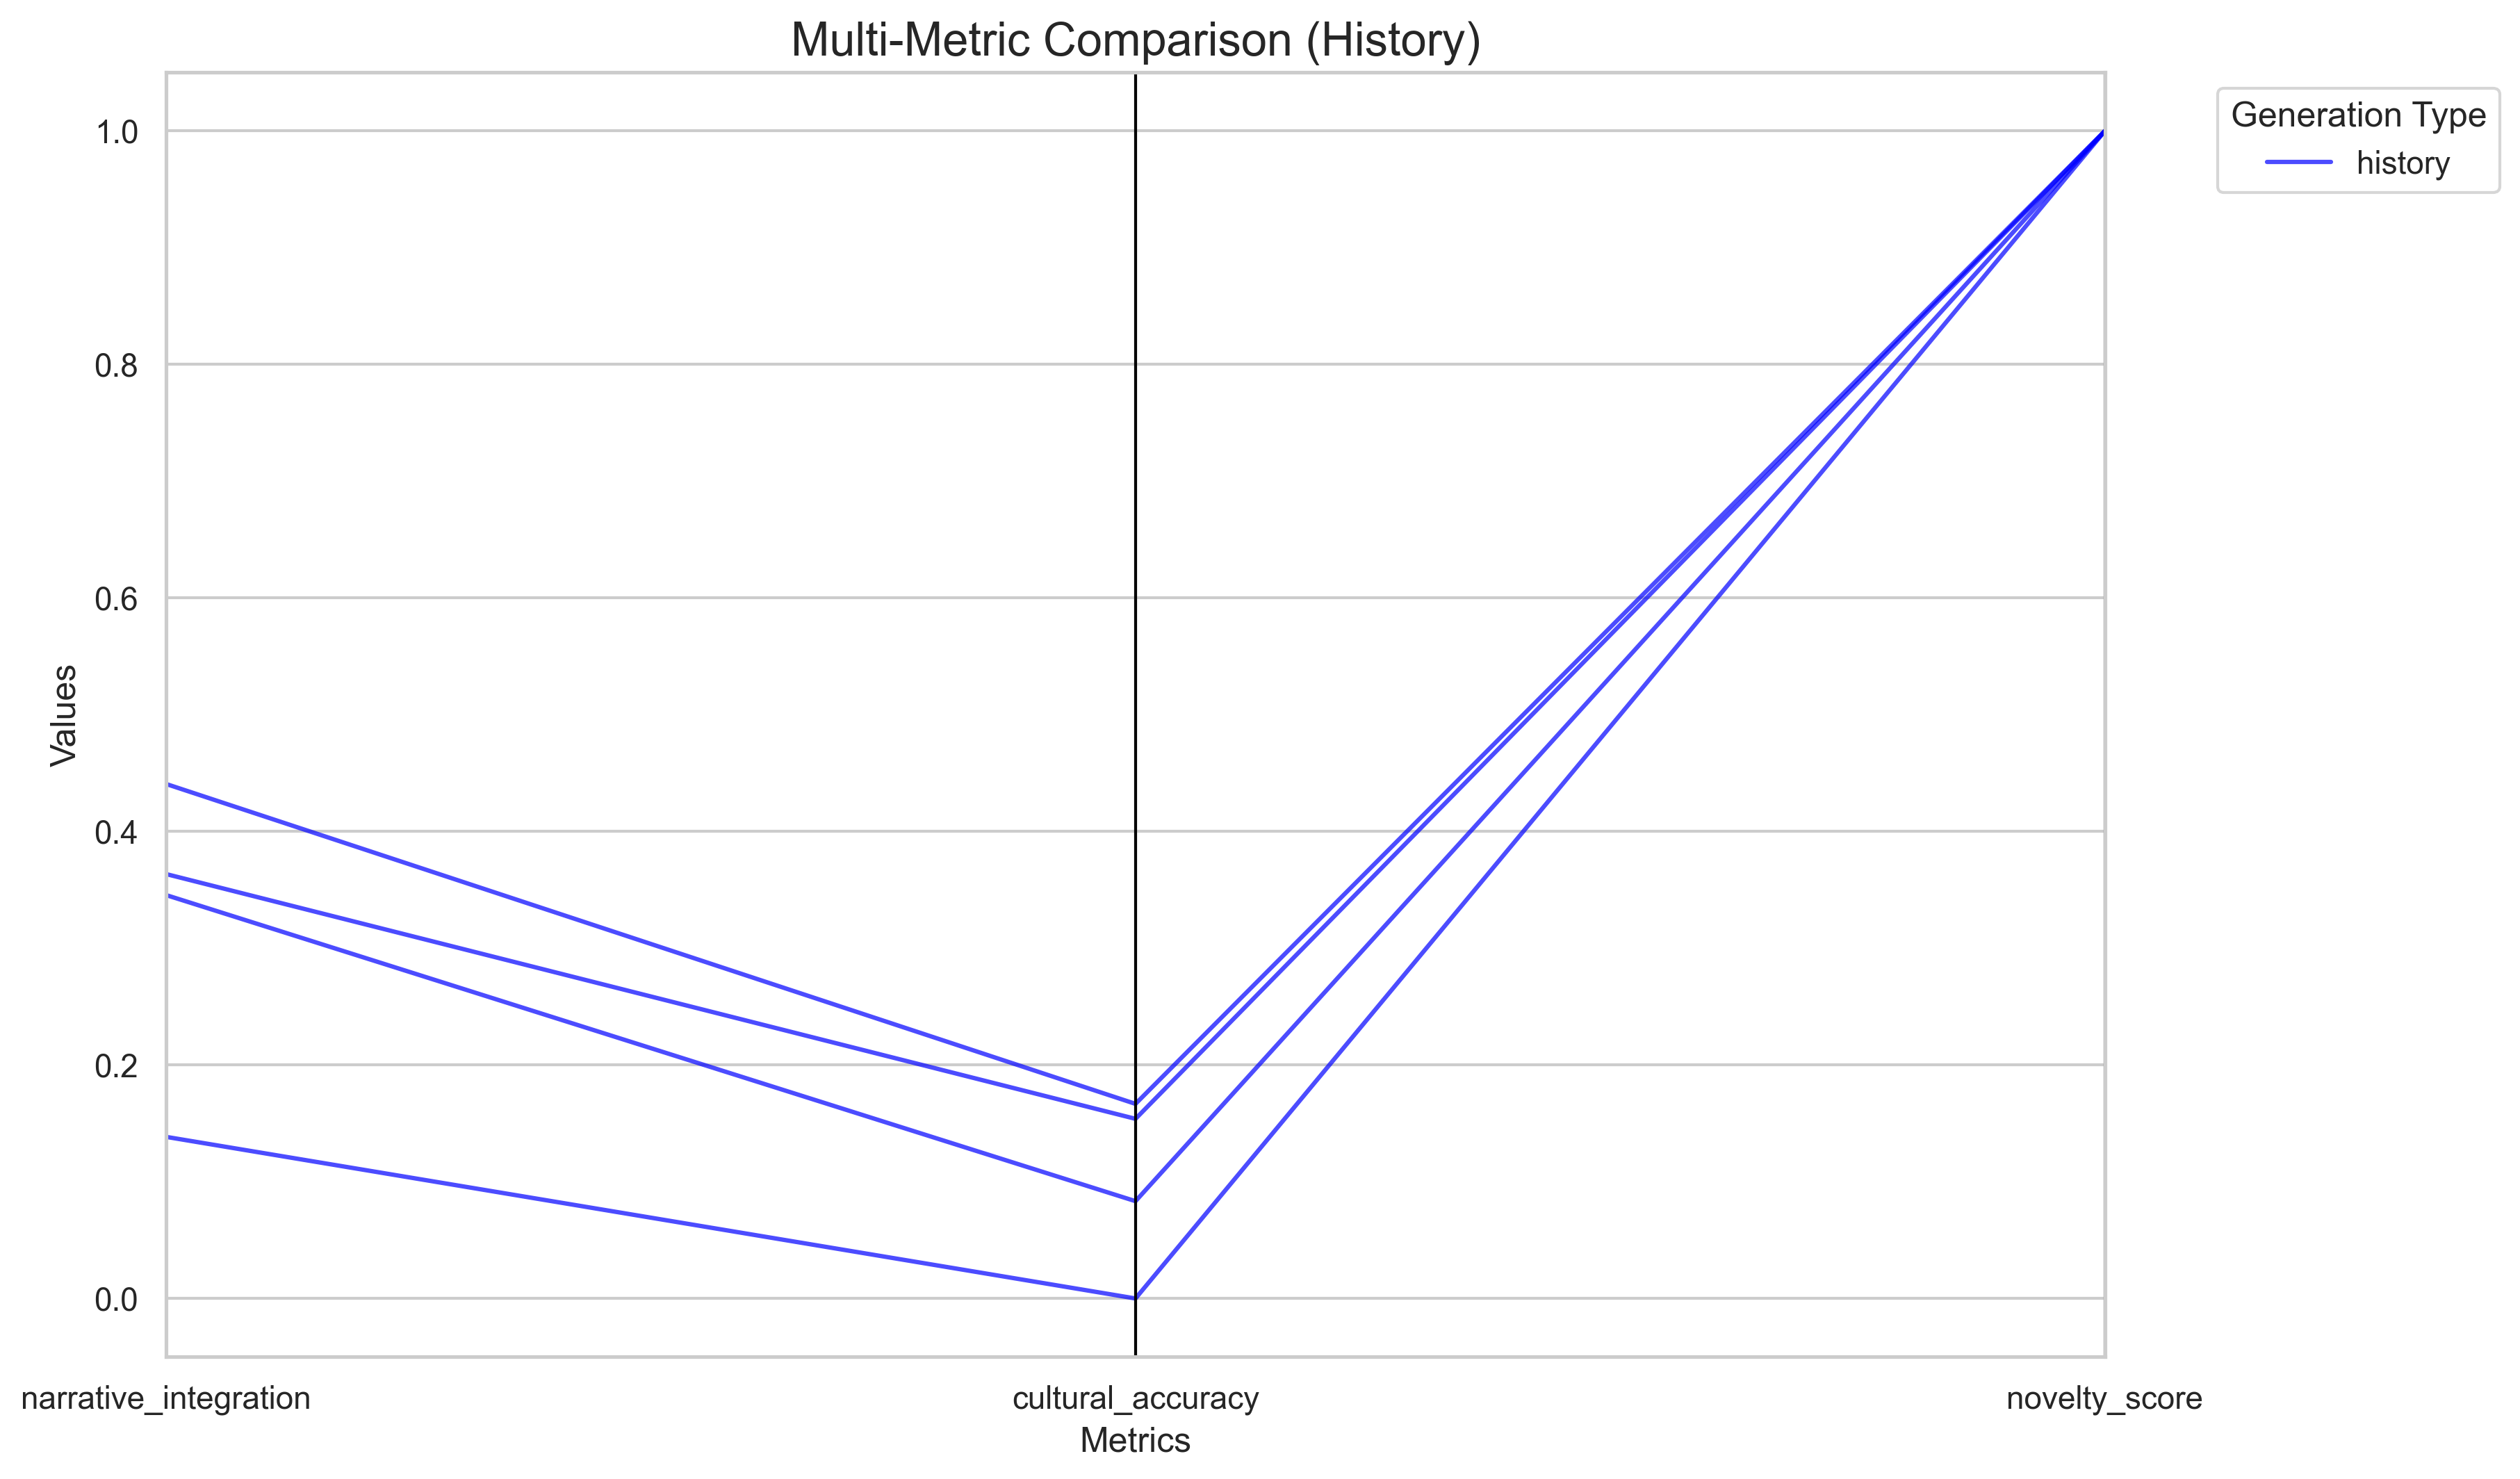 Multi-Metric Comparison (History)
Generation Type
history
1.0
0.8
0.6
0.4
0.2
0.0
Values
narrative_integration
cultural_accuracy
novelty_score
Metrics